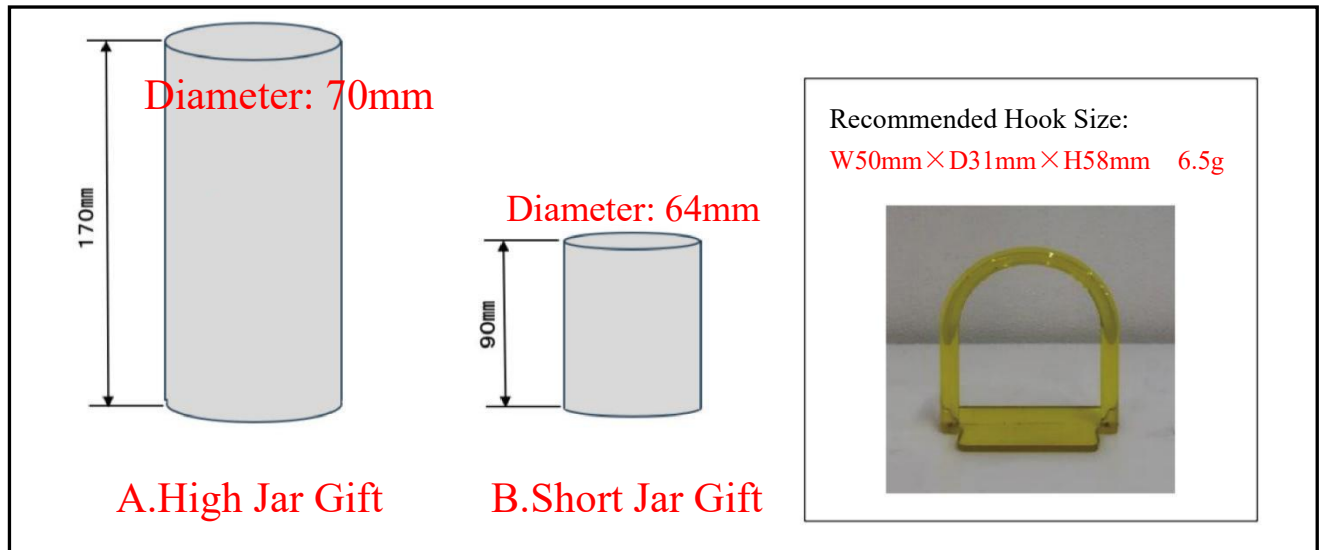 Diameter: 70mm
170mm
A.High Jar Gift
Diameter: 64mm
90mm
B.Short Jar Gift
Recommended Hook Size:
W50mm×D31mm×H58mm 6.5g